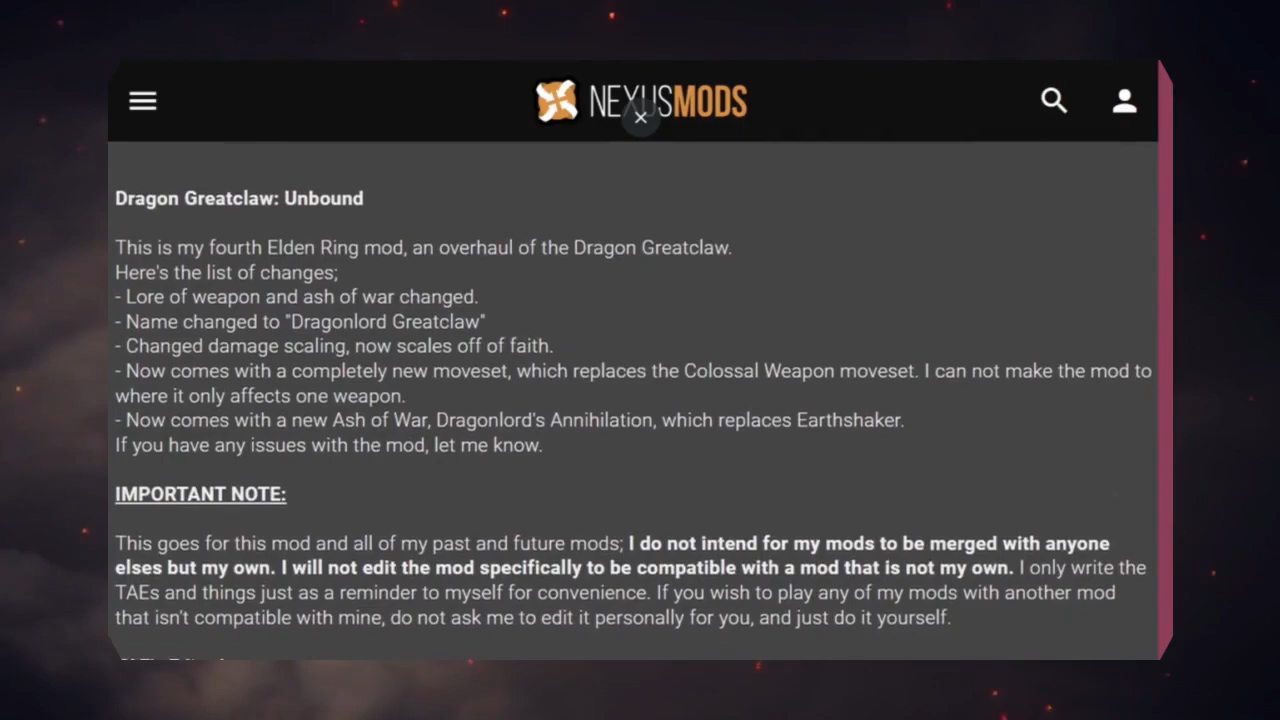 NEXUSMODS
Dragon Greatclaw: Unbound
This is my fourth Elden Ring mod, an overhaul of the Dragon Greatclaw.
Here's the list of changes;
- Lore of weapon and ash of war changed.
- Name changed to "Dragonlord Greatclaw"
- Changed damage scaling, now scales off of faith.
- Now comes with a completely new moveset, which replaces the Colossal Weapon moveset. I can not make the mod to
where it only affects one weapon.
- Now comes with a new Ash of War, Dragonlord's Annihilation, which replaces Earthshaker.
If you have any issues with the mod, let me know.
IMPORTANT NOTE:
This goes for this mod and all of my past and future mods; I do not intend for my mods to be merged with anyone
elses but my own. I will not edit the mod specifically to be compatible with a mod that is not my own. I only write the
TAEs and things just as a reminder to myself for convenience. If you wish to play any of my mods with another mod
that isn't compatible with mine, do not ask me to edit it personally for you, and just do it yourself.